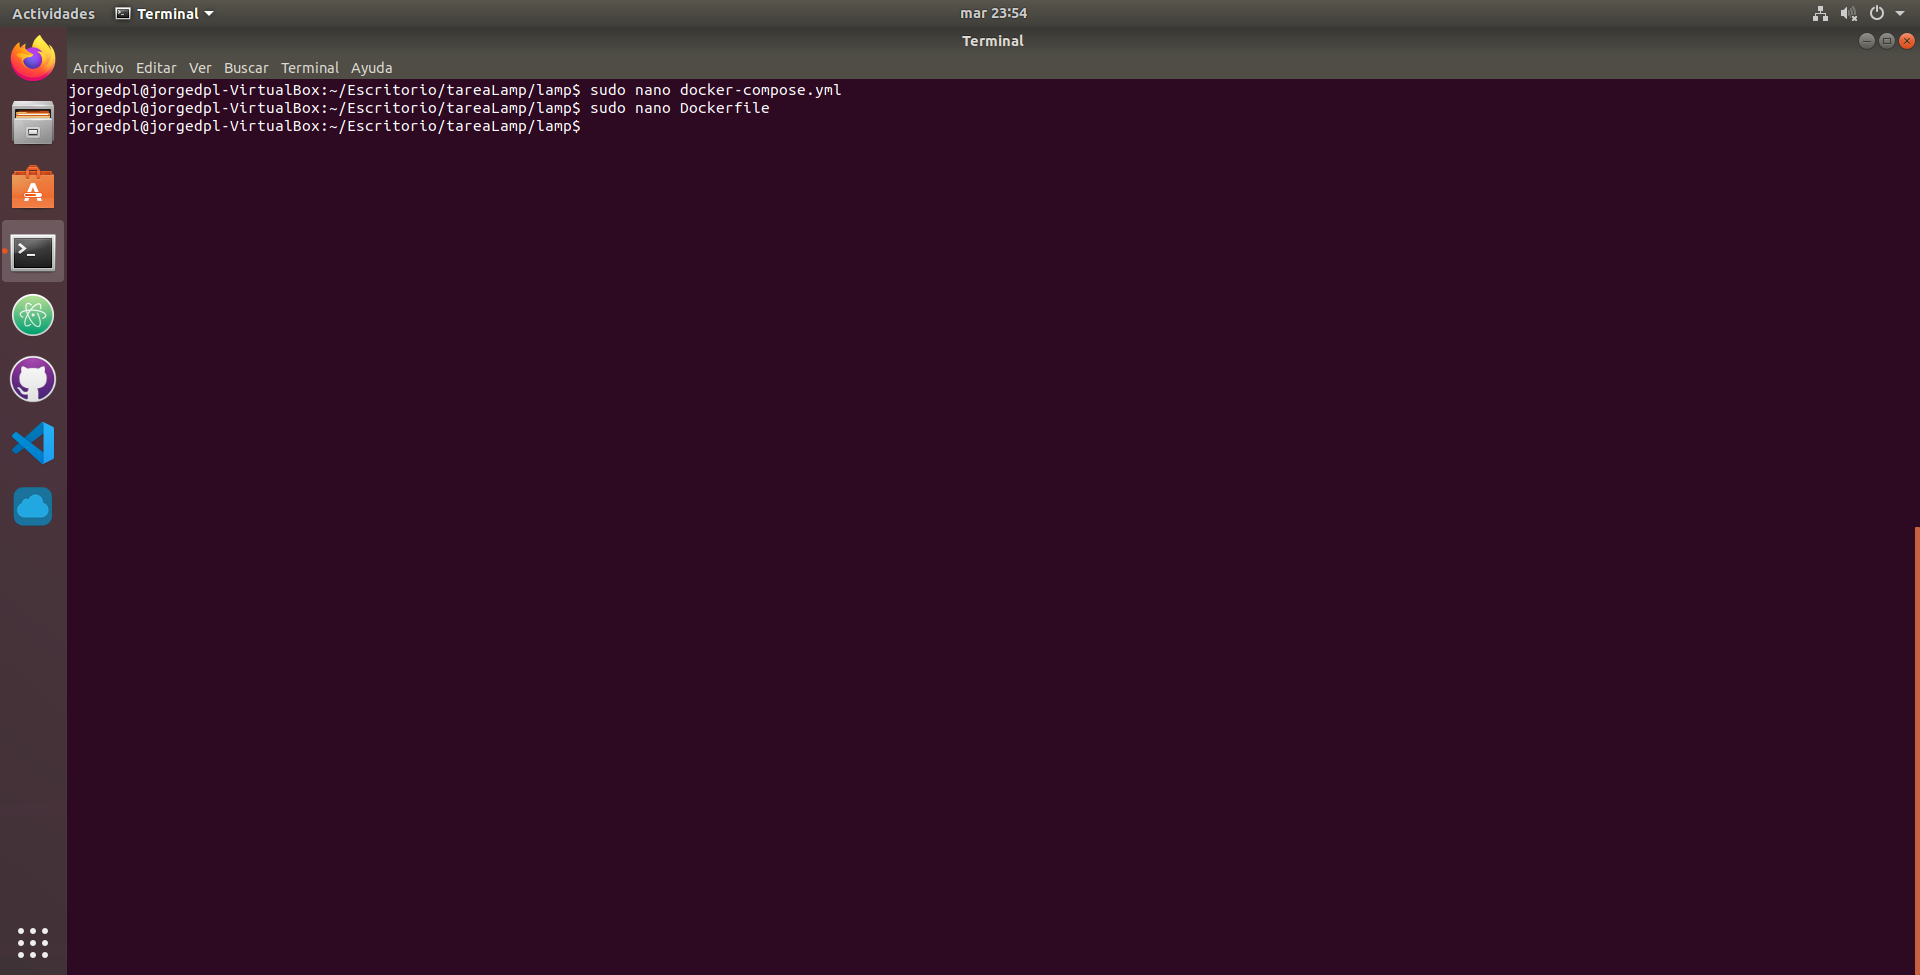 Actividades Terminal mar 23:54
Terminal
Archivo Editar Ver Buscar Terminal Ayuda
jorgedpl@jorgedpl-VirtualBox:~/Escritorio/tareaLamp/lamp$ sudo nano docker-compose.yml
jorgedpl@jorgedpl-VirtualBox:~/Escritorio/tareaLamp/lamp$ sudo nano Dockerfile
jorgedpl@jorgedpl-VirtualBox:~/Escritorio/tareaLamp/lamp$